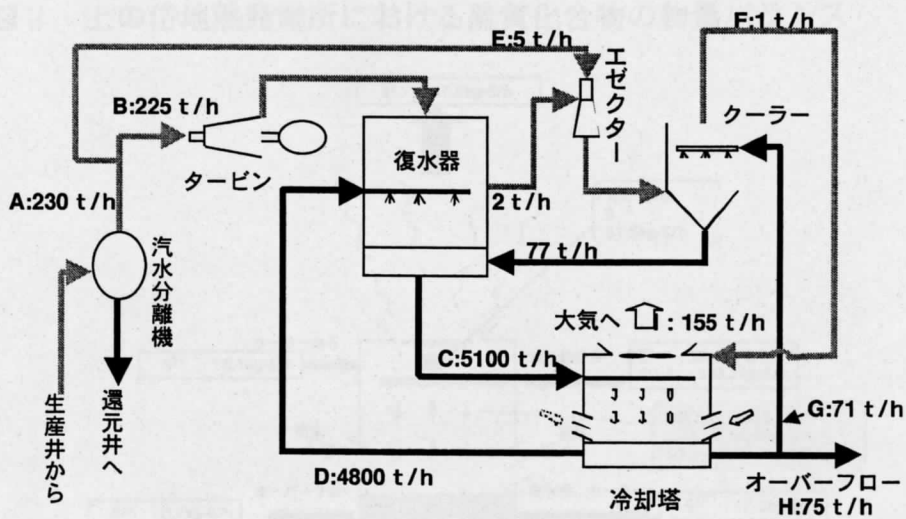 E:5 t/h
F:1 t/h
エゼクター
B:225 t/h
クーラー
復水器
タービン
A:230 t/h
2 t/h
汽水分離機
77 t/h
大気へ : 155 t/h
C:5100 t/h
生産井から
還元井へ
G:71 t/h
D:4800 t/h
オーバーフロー
H:75 t/h
冷却塔